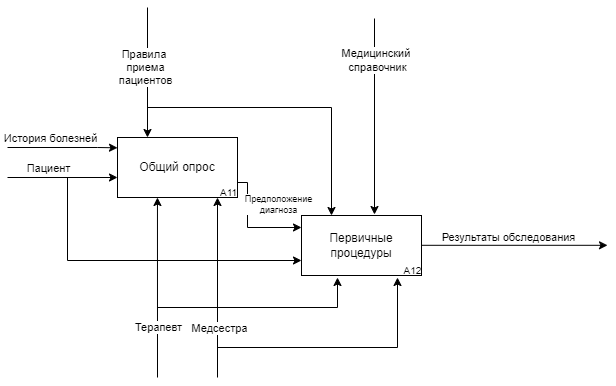 Правила
приема
пациентов
Медицинский
справочник
История болезней
Общий опрос
Пациент
A11
Предположение
диагноза
Первичные
процедуры
Результаты обследования
A12
Терапевт
Медсестра